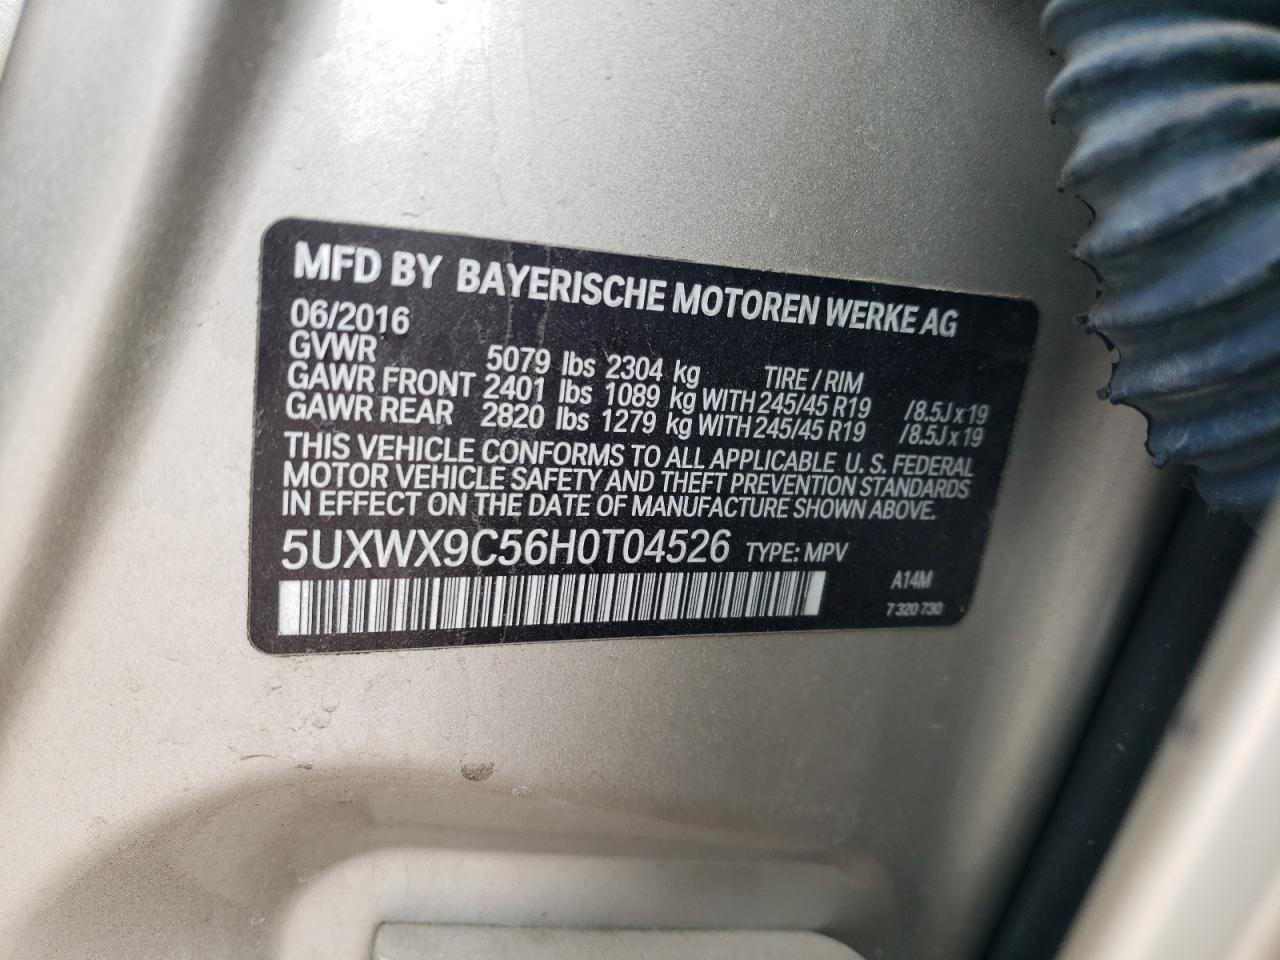 MFD BY BAYERISCHE MOTOREN WERKE AG
06/2016
GVWR 5079 lbs 2304 kg TIRE / RIM
GAWR FRONT 2401 lbs 1089 kg WITH 245/45 R19 /8.5J x 19
GAWR REAR 2820 lbs 1279 kg WITH 245/45 R19 /8.5J x 19
THIS VEHICLE CONFORMS TO ALL APPLICABLE U. S. FEDERAL
MOTOR VEHICLE SAFETY AND THEFT PREVENTION STANDARDS
IN EFFECT ON THE DATE OF MANUFACTURE SHOWN ABOVE.
5UXWX9C56H0T04526 TYPE: MPV
A14M
7 320 730